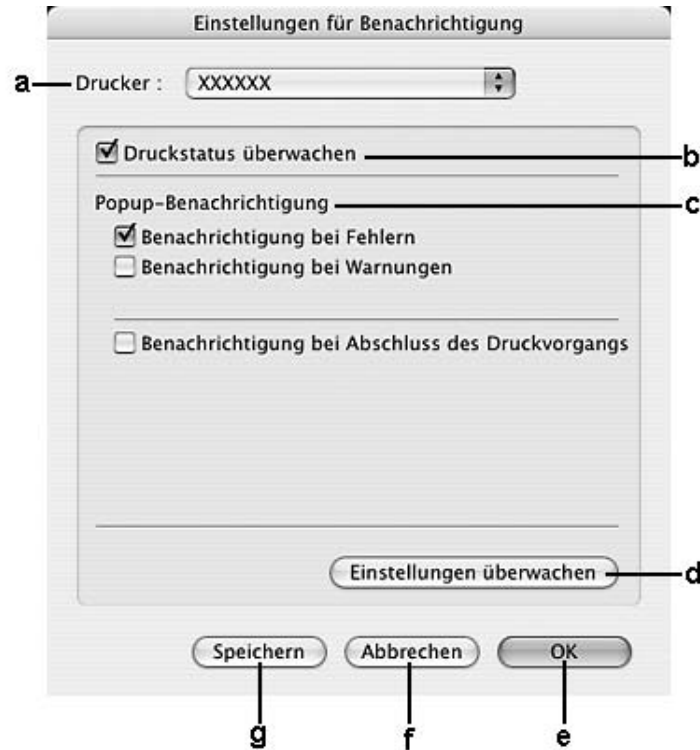 Einstellungen für Benachrichtigung
a Drucker : XXXXXX
Druckstatus überwachen b
Popup-Benachrichtigung c
Benachrichtigung bei Fehlern
Benachrichtigung bei Warnungen
Benachrichtigung bei Abschluss des Druckvorgangs
Einstellungen überwachen d
Speichern Abbrechen OK
g f e